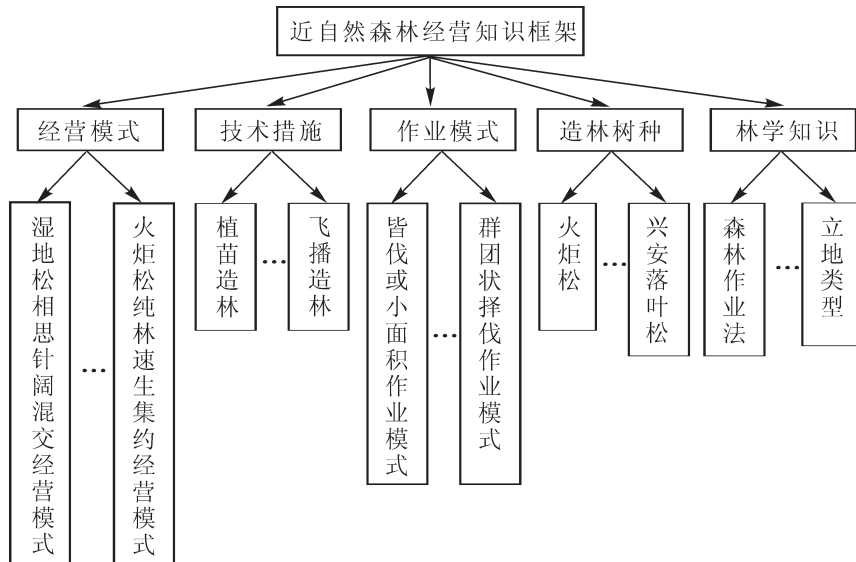 近自然森林经营知识框架
经营模式
技术措施
作业模式
造林树种
林学知识
湿地松相思针阔混交经营模式
…
火炬松纯林速生集约经营模式
植苗造林
…
飞播造林
皆伐或小面积作业模式
…
群团状择伐作业模式
火炬松
…
兴安落叶松
森林作业法
…
立地类型